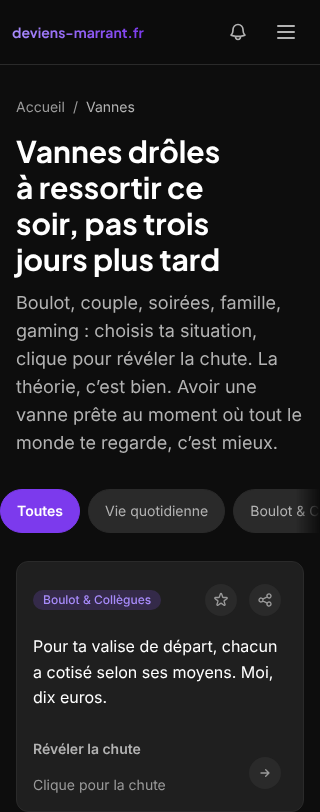 deviens-marrant.fr
Accueil / Vannes
Vannes drôles
à ressortir ce
soir, pas trois
jours plus tard
Boulot, couple, soirées, famille,
gaming : choisis ta situation,
clique pour révéler la chute. La
théorie, c’est bien. Avoir une
vanne prête au moment où tout le
monde te regarde, c’est mieux.
Toutes
Vie quotidienne
Boulot & C
Boulot & Collègues
Pour ta valise de départ, chacun
a cotisé selon ses moyens. Moi,
dix euros.
Révéler la chute
Clique pour la chute